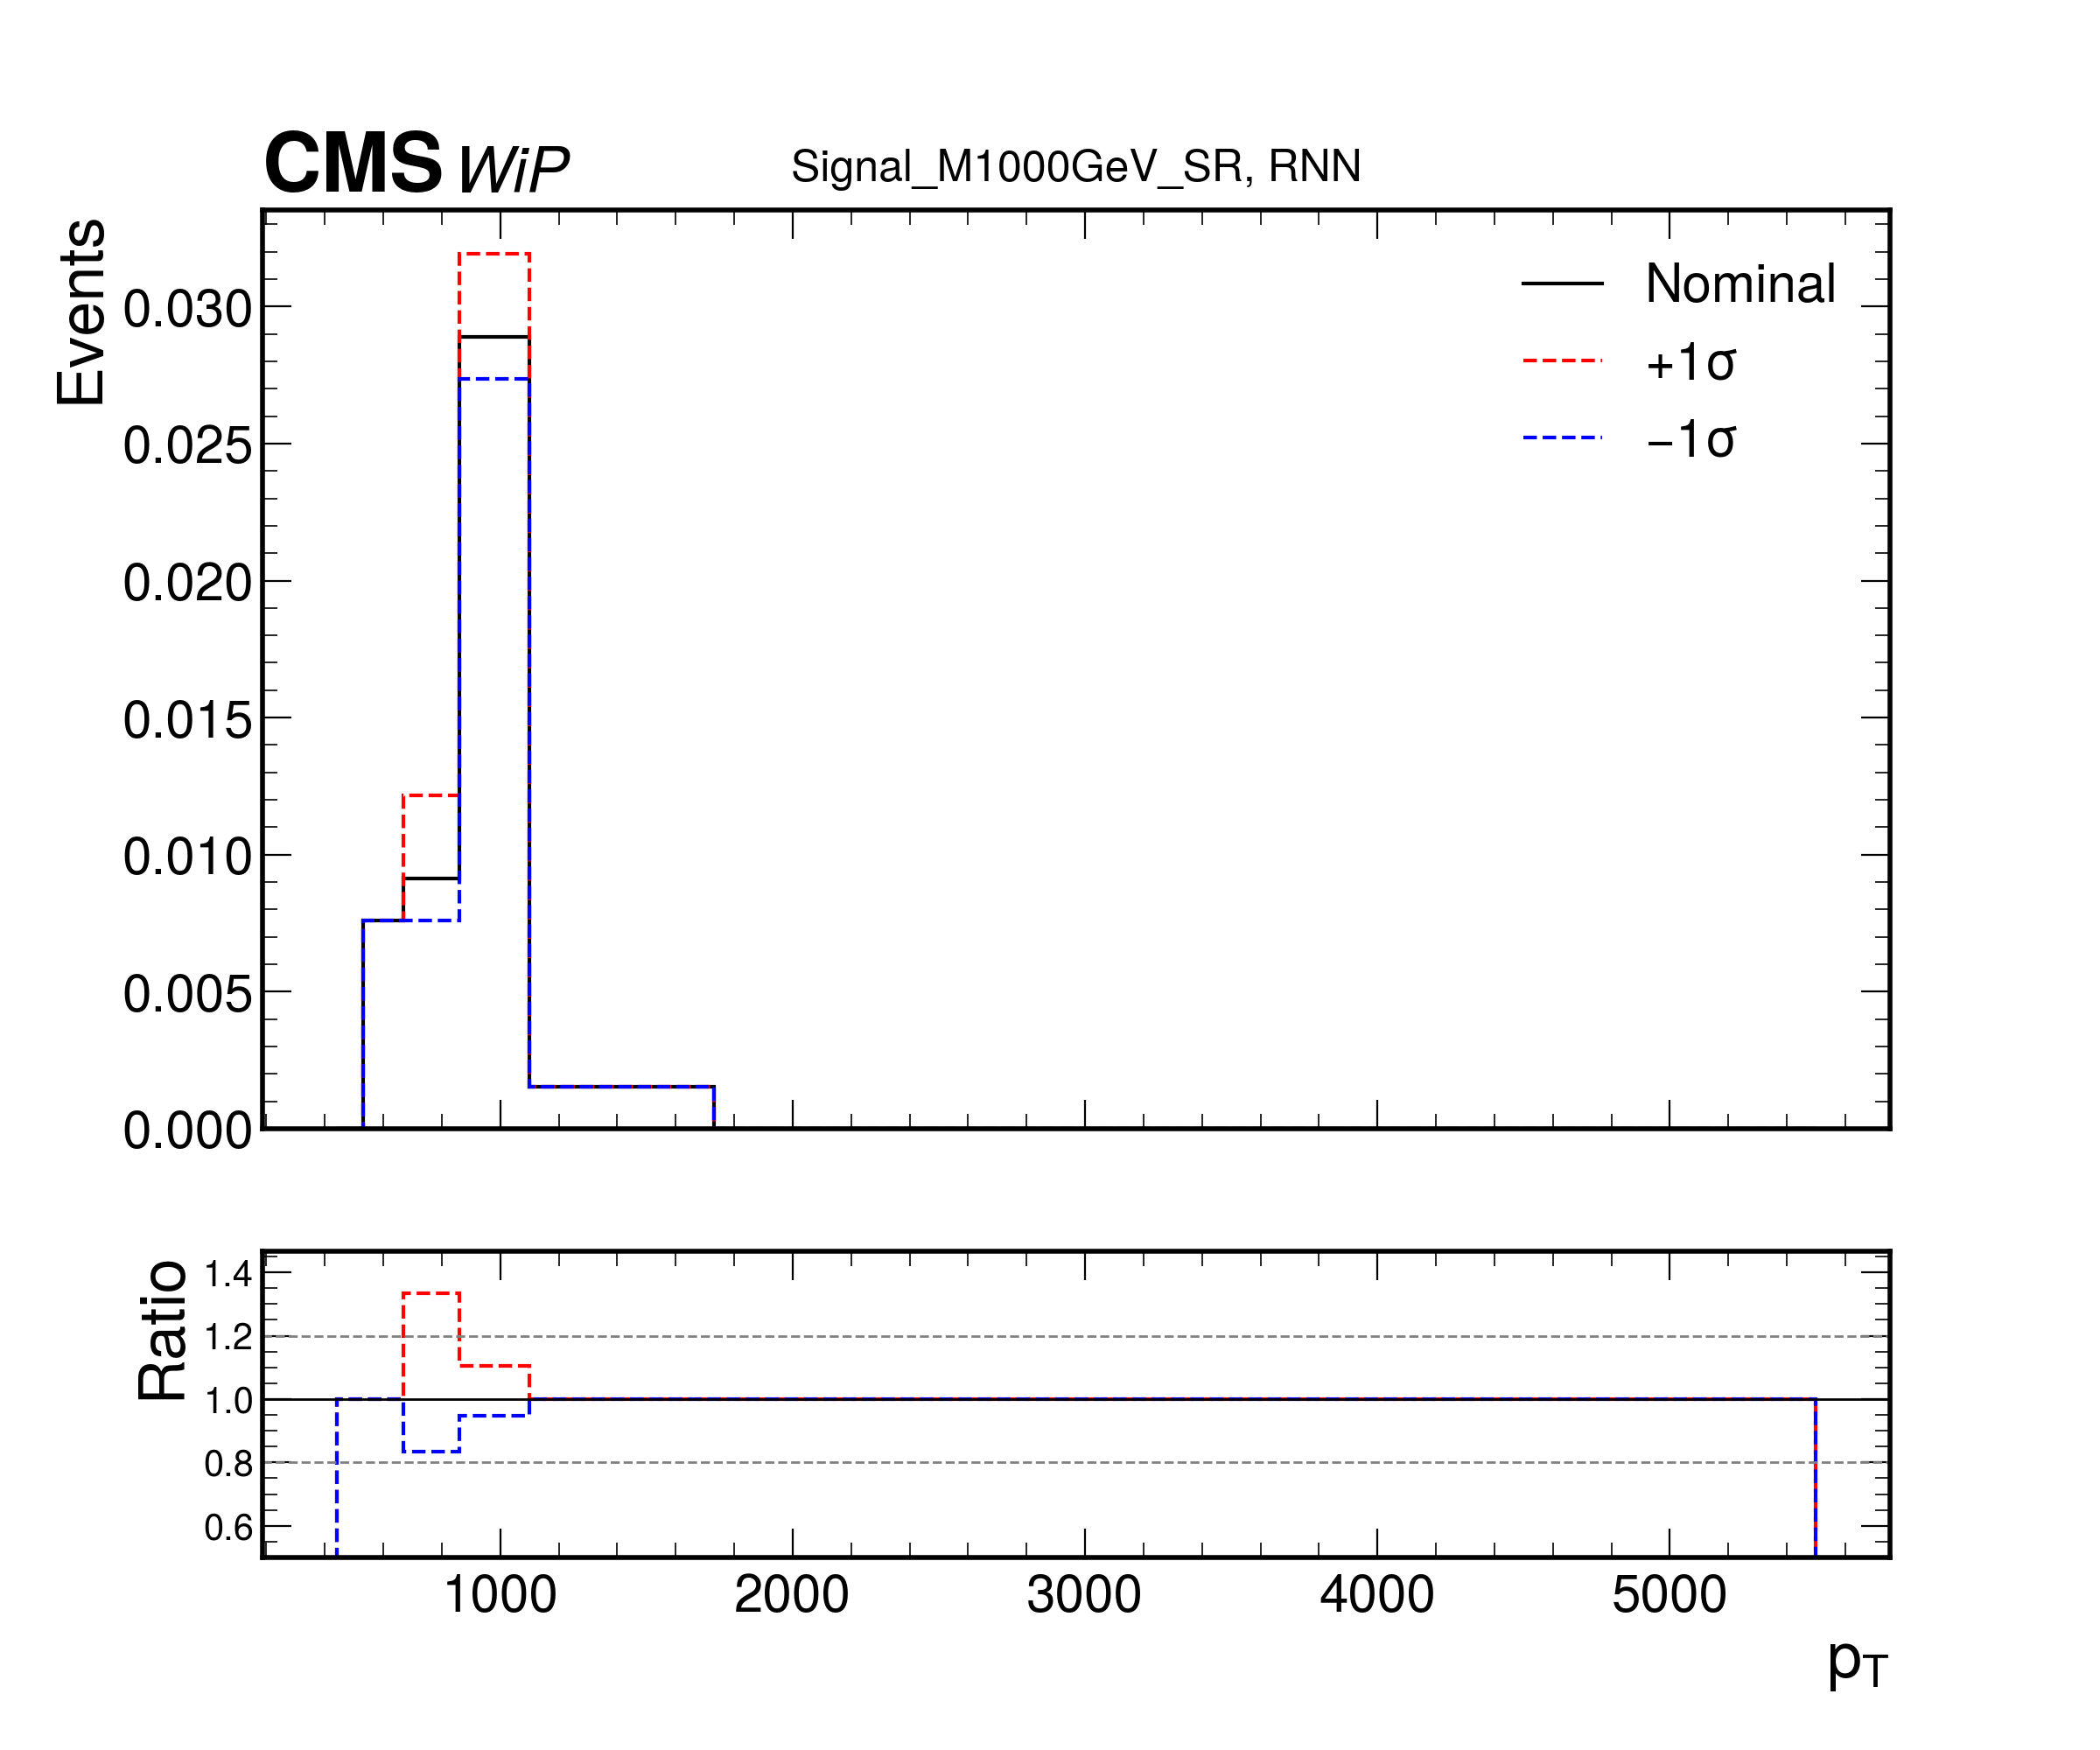 CMS WiP
Signal_M1000GeV_SR, RNN
Events
0.030
0.025
0.020
0.015
0.010
0.005
0.000
Nominal
+1σ
−1σ
Ratio
1.4
1.2
1.0
0.8
0.6
1000 2000 3000 4000 5000
pT